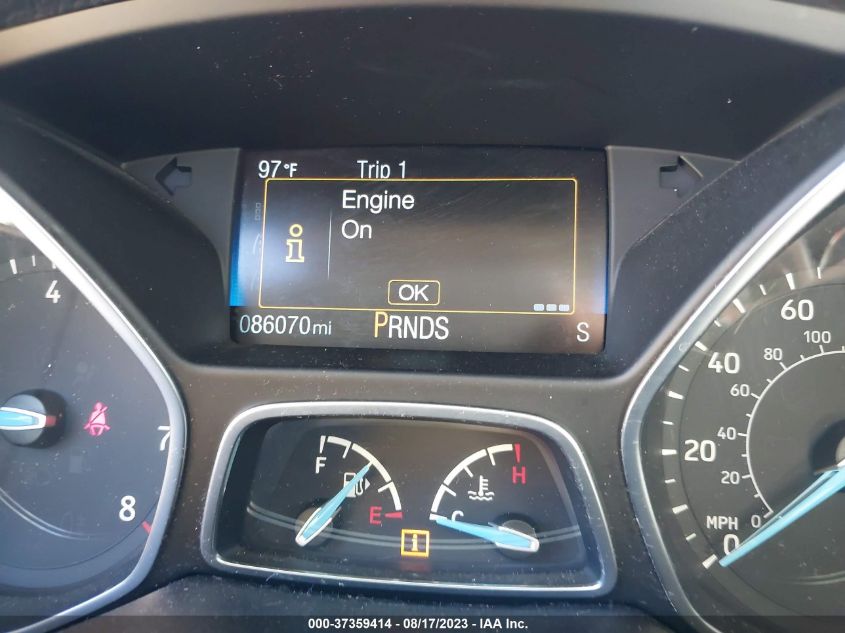 97°F Trip 1
Engine
On
i
OK
086070mi PRNDS S
4
7
8
F
E
C
H
i
60
40
20
0
MPH
100
80
60
40
20
0
000-37359414 - 08/17/2023 - IAA Inc.